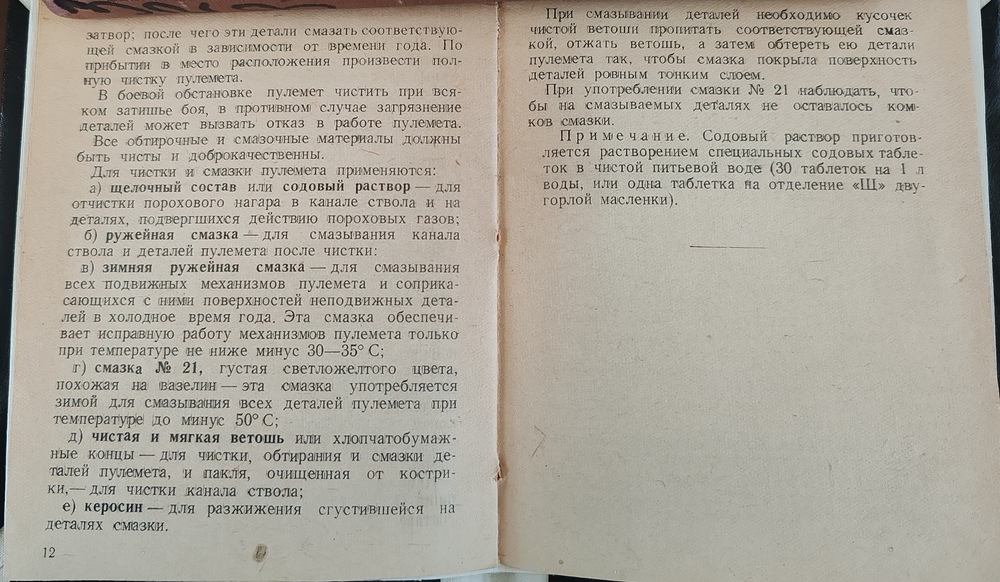 затвор; после чего эти детали смазать соответствую-
щей смазкой в зависимости от времени года. По
прибытии в место расположения произвести пол-
ную чистку пулемета.
В боевой обстановке пулемет чистить при вся-
ком затишье боя, в противном случае загрязнение
деталей может вызвать отказ в работе пулемета.
Все обтирочные и смазочные материалы должны
быть чисты и доброкачественны.
Для чистки и смазки пулемета применяются:
а) щелочный состав или содовый раствор — для
отчистки порохового нагара в канале ствола и на
деталях, подвергшихся действию пороховых газов;
б) ружейная смазка — для смазывания канала
ствола и деталей пулемета после чистки:
в) зимняя ружейная смазка — для смазывания
всех подвижных механизмов пулемета и соприка-
сающихся с ними поверхностей неподвижных дета-
лей в холодное время года. Эта смазка обеспечи-
вает исправную работу механизмов пулемета только
при температуре не ниже минус 30—35° С;
г) смазка № 21, густая светложелтого цвета,
похожая на вазелин — эта смазка употребляется
зимой для смазывания всех деталей пулемета при
температуре до минус 50° С;
д) чистая и мягкая ветошь или хлопчатобумаж-
ные концы — для чистки, обтирания и смазки де-
талей пулемета, и пакля, очищенная от костри-
ки,— для чистки канала ствола;
е) керосин — для разжижения сгустившейся на
деталях смазки.
12
При смазывании деталей необходимо кусочек
чистой ветоши пропитать соответствующей смаз-
кой, отжать ветошь, а затем обтереть ею детали
пулемета так, чтобы смазка покрыла поверхность
деталей ровным тонким слоем.
При употреблении смазки № 21 наблюдать, что-
бы на смазываемых деталях не оставалось ком-
ков смазки.
Примечание. Содовый раствор приготов-
ляется растворением специальных содовых табле-
ток в чистой питьевой воде (30 таблеток на 1 л
воды, или одна таблетка на отделение «Щ» дву-
горлой масленки).